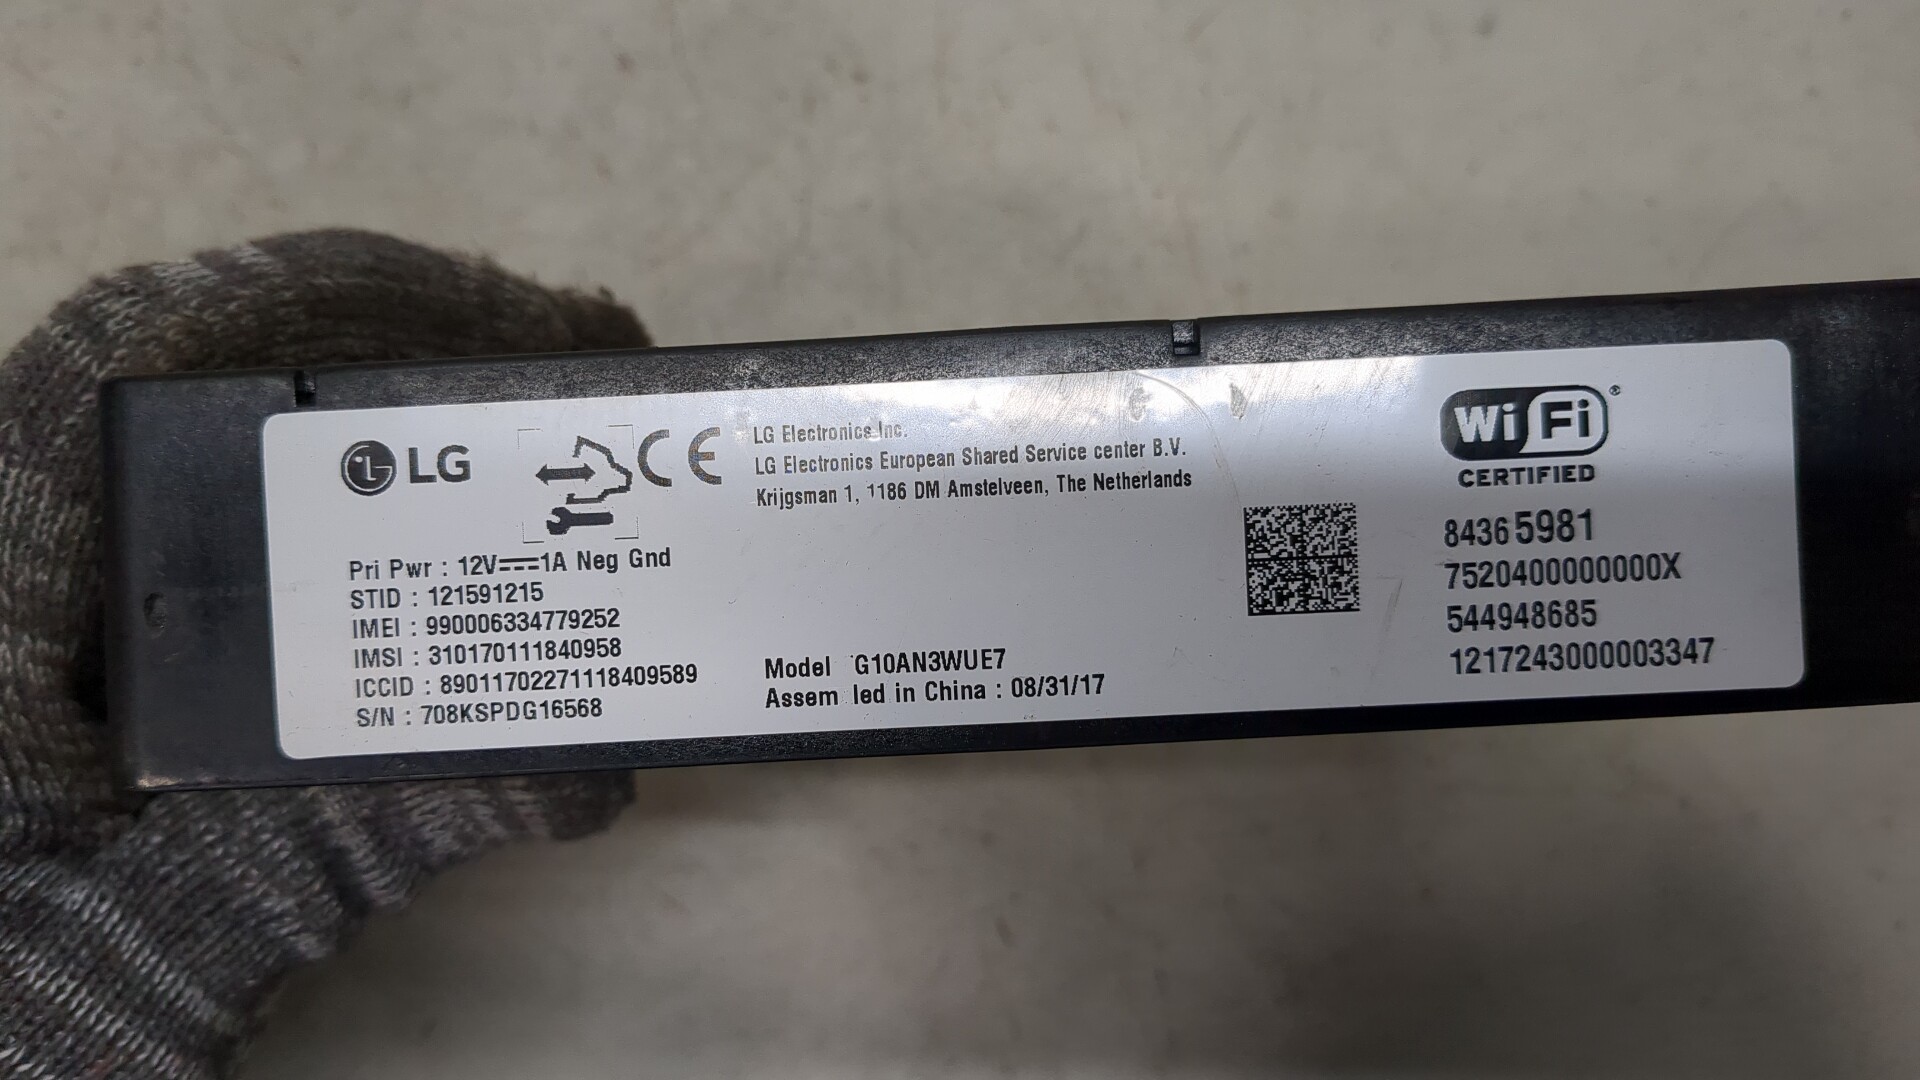 LG
CE
LG Electronics Inc.
LG Electronics European Shared Service center B.V.
Krijgsman 1, 1186 DM Amstelveen, The Netherlands
Wi Fi ®
CERTIFIED
Pri Pwr : 12V⎓1A Neg Gnd
STID : 121591215
IMEI : 990006334779252
IMSI : 310170111840958
ICCID : 89011702271118409589
S/N : 708KSPDG16568
Model G10AN3WUE7
Assem led in China : 08/31/17
84365981
7520400000000X
544948685
1217243000003347